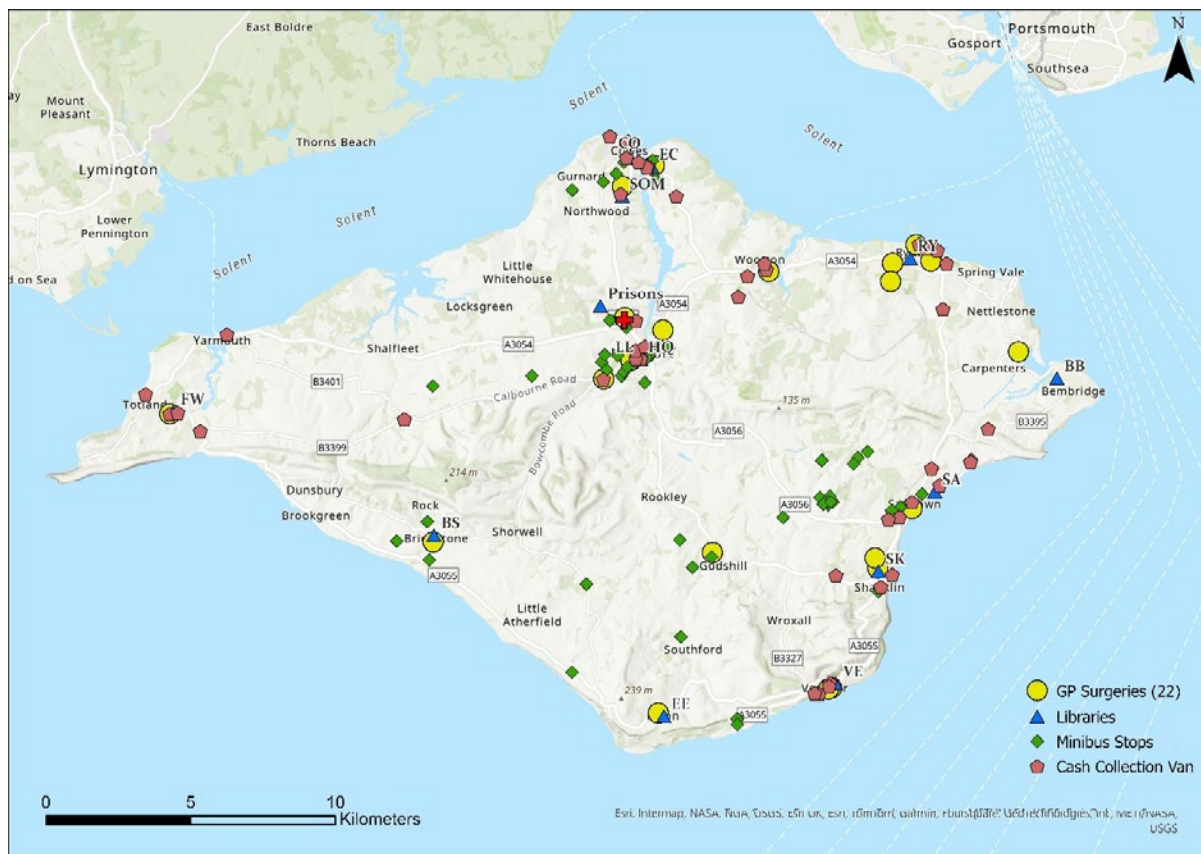 East Boldre
Portsmouth
N
Gosport
Southsea
Mount
Pleasant
Solent
Thorns Beach
Solent
Lymington
CO
EC
Gurnard
SOM
Lower
Pennington
Solent
Northwood
RY
Little
Whitehouse
A3054
Spring Vale
Solent
Prisons
A3054
Nettlestone
Locksgreen
Yarmouth
A3054
Shalfleet
LL
HQ
Carpenters
BB
Bembridge
B3401
Calbourne Road
Totland
FW
135 m
B3395
Bowcombe Road
A3056
B3399
214 m
SA
Dunsbury
Rock
Rookley
A3056
Brookgreen
BS
Shorwell
Godshill
SK
A3055
Little
Atherfield
Wroxall
Southford
A3055
B3327
VE
239 m
EE
A3055
GP Surgeries (22)
Libraries
Minibus Stops
Cash Collection Van
0 5 10
Kilometers
USGS